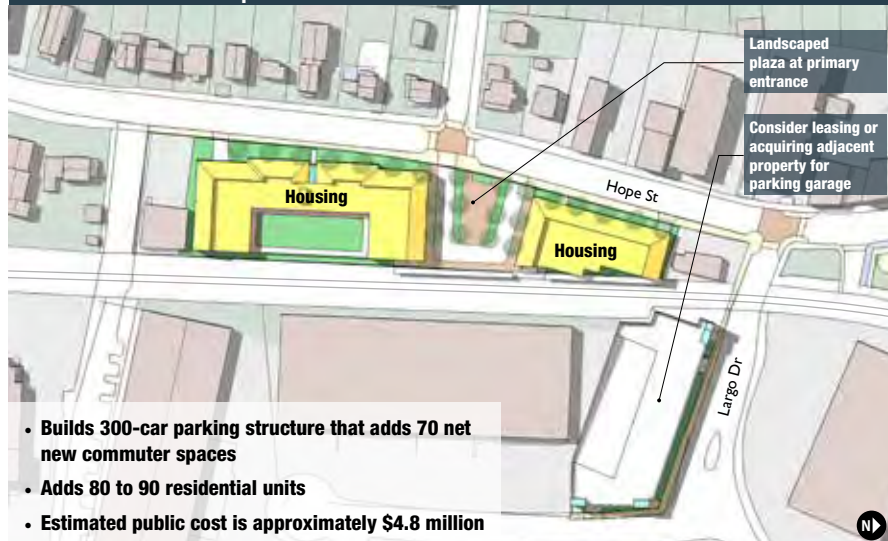 Landscaped
plaza at primary
entrance
Consider leasing or
acquiring adjacent
property for
parking garage
Hope St
Housing
Housing
Largo Dr
• Builds 300-car parking structure that adds 70 net
new commuter spaces
• Adds 80 to 90 residential units
• Estimated public cost is approximately $4.8 million
N